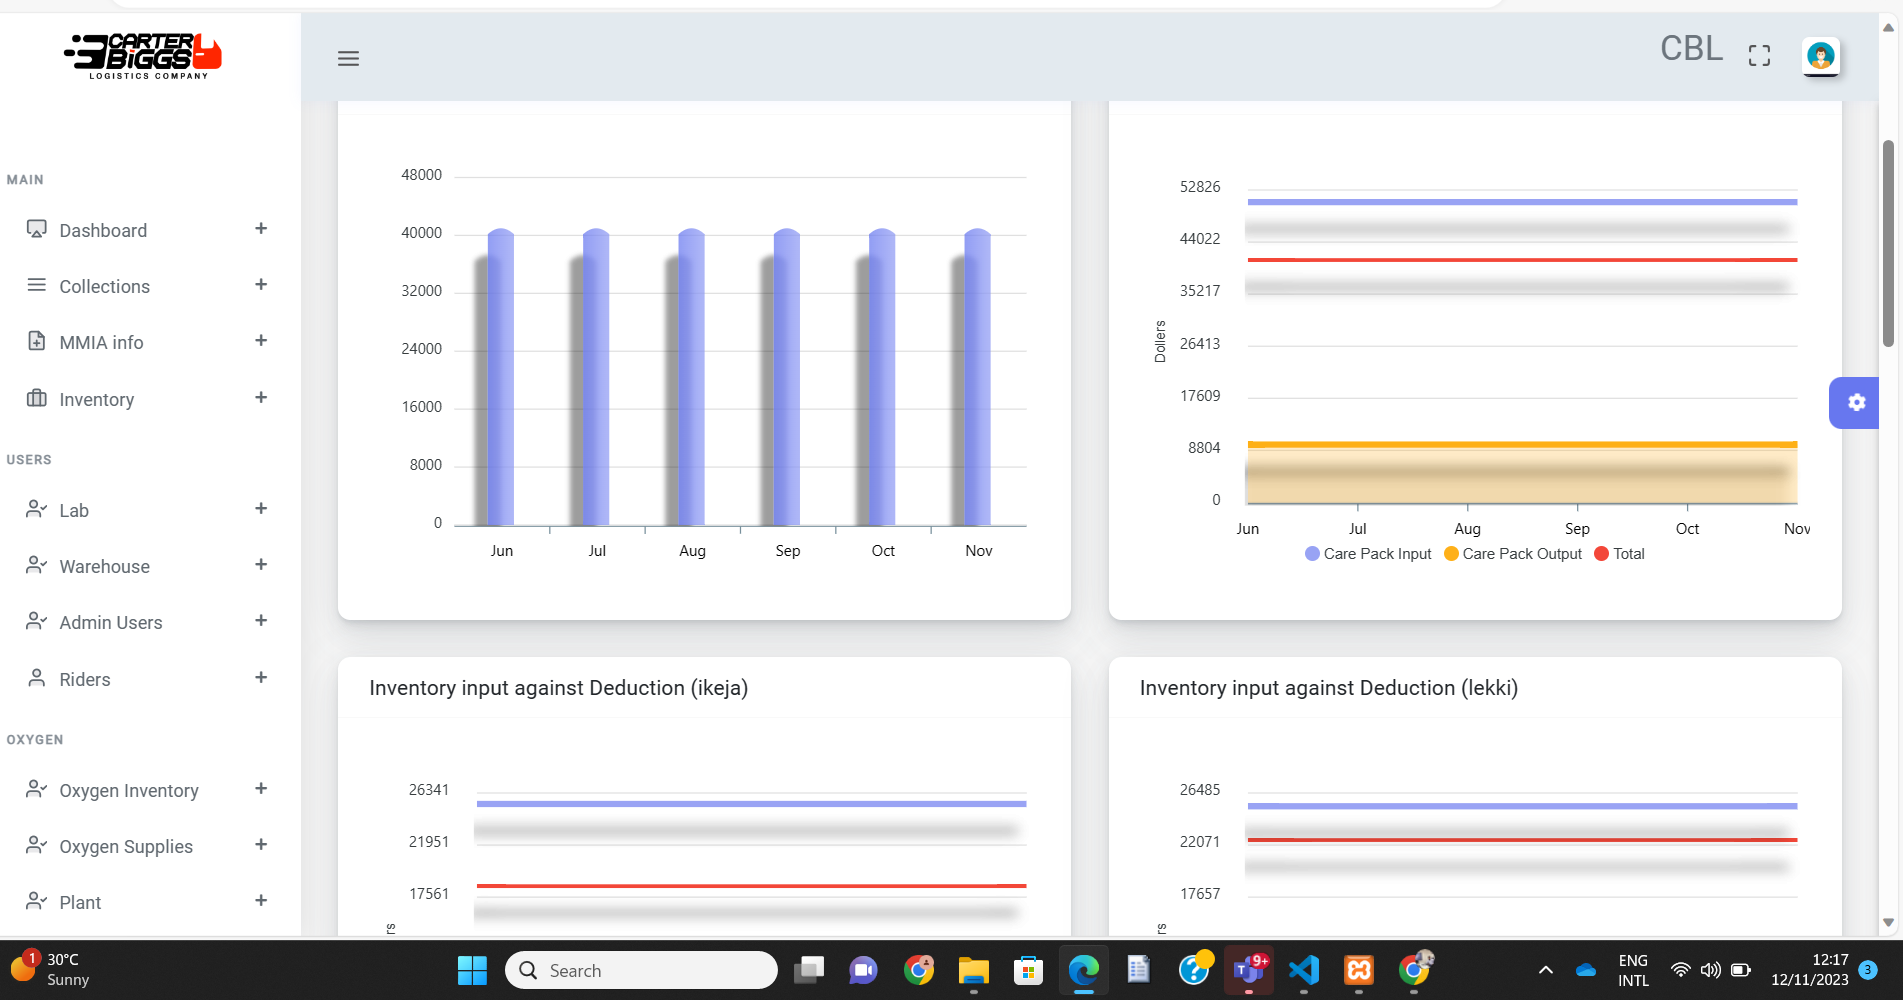 CARTER
BIGGS
LOGISTICS COMPANY
CBL
MAIN
Dashboard
Collections
MMIA info
Inventory
USERS
Lab
Warehouse
Admin Users
Riders
OXYGEN
Oxygen Inventory
Oxygen Supplies
Plant
48000
40000
32000
24000
16000
8000
0
Jun Jul Aug Sep Oct Nov
52826
44022
35217
26413
17609
8804
0
Dollers
Jun Jul Aug Sep Oct Nov
Care Pack Input Care Pack Output Total
Inventory input against Deduction (ikeja)
26341
21951
17561
rs
Inventory input against Deduction (lekki)
26485
22071
17657
rs
1
30°C
Sunny
Search
9+
ENG
INTL
12:17
12/11/2023
3